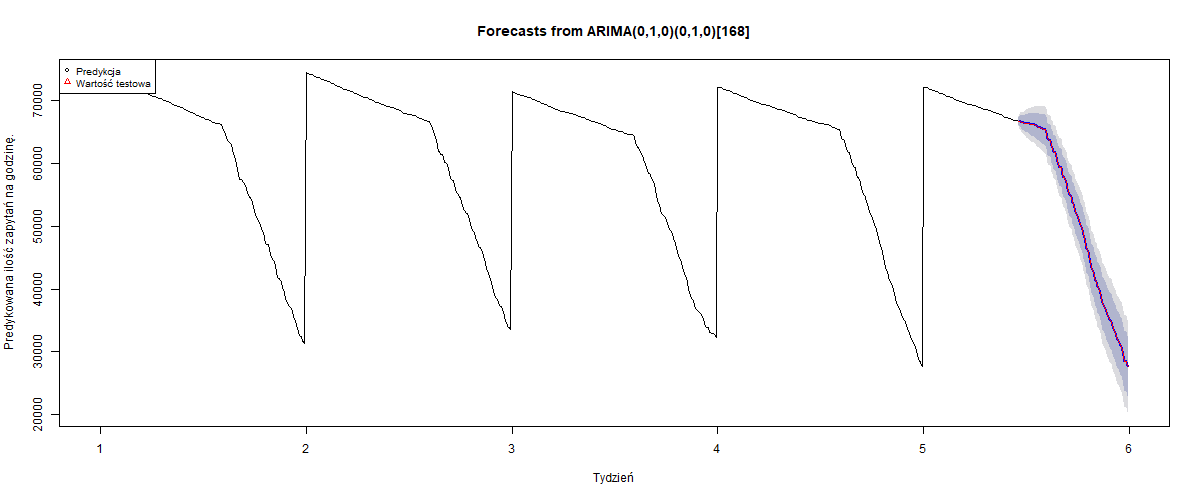 Forecasts from ARIMA(0,1,0)(0,1,0)[168]
Predykcja
Wartość testowa
Predykowana ilość zapytań na godzinę.
70000
60000
50000
40000
30000
20000
1 2 3 4 5 6
Tydzień